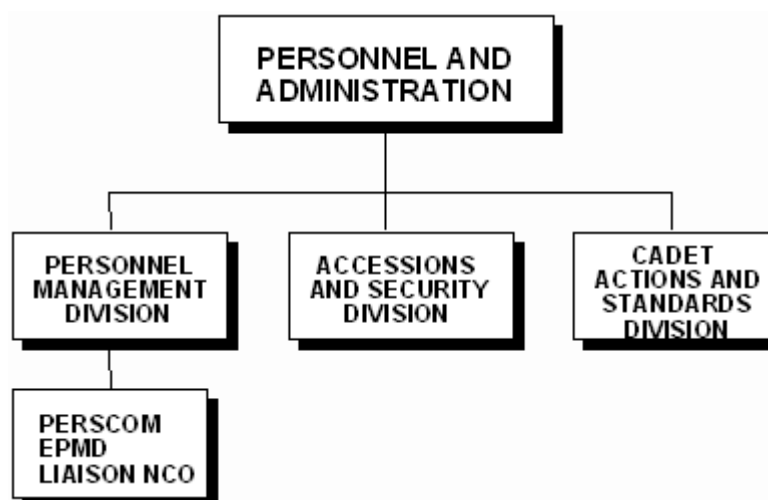 PERSONNEL AND
ADMINISTRATION
PERSONNEL
MANAGEMENT
DIVISION
ACCESSIONS
AND SECURITY
DIVISION
CADET
ACTIONS AND
STANDARDS
DIVISION
PERSCOM
EPMD
LIAISON NCO